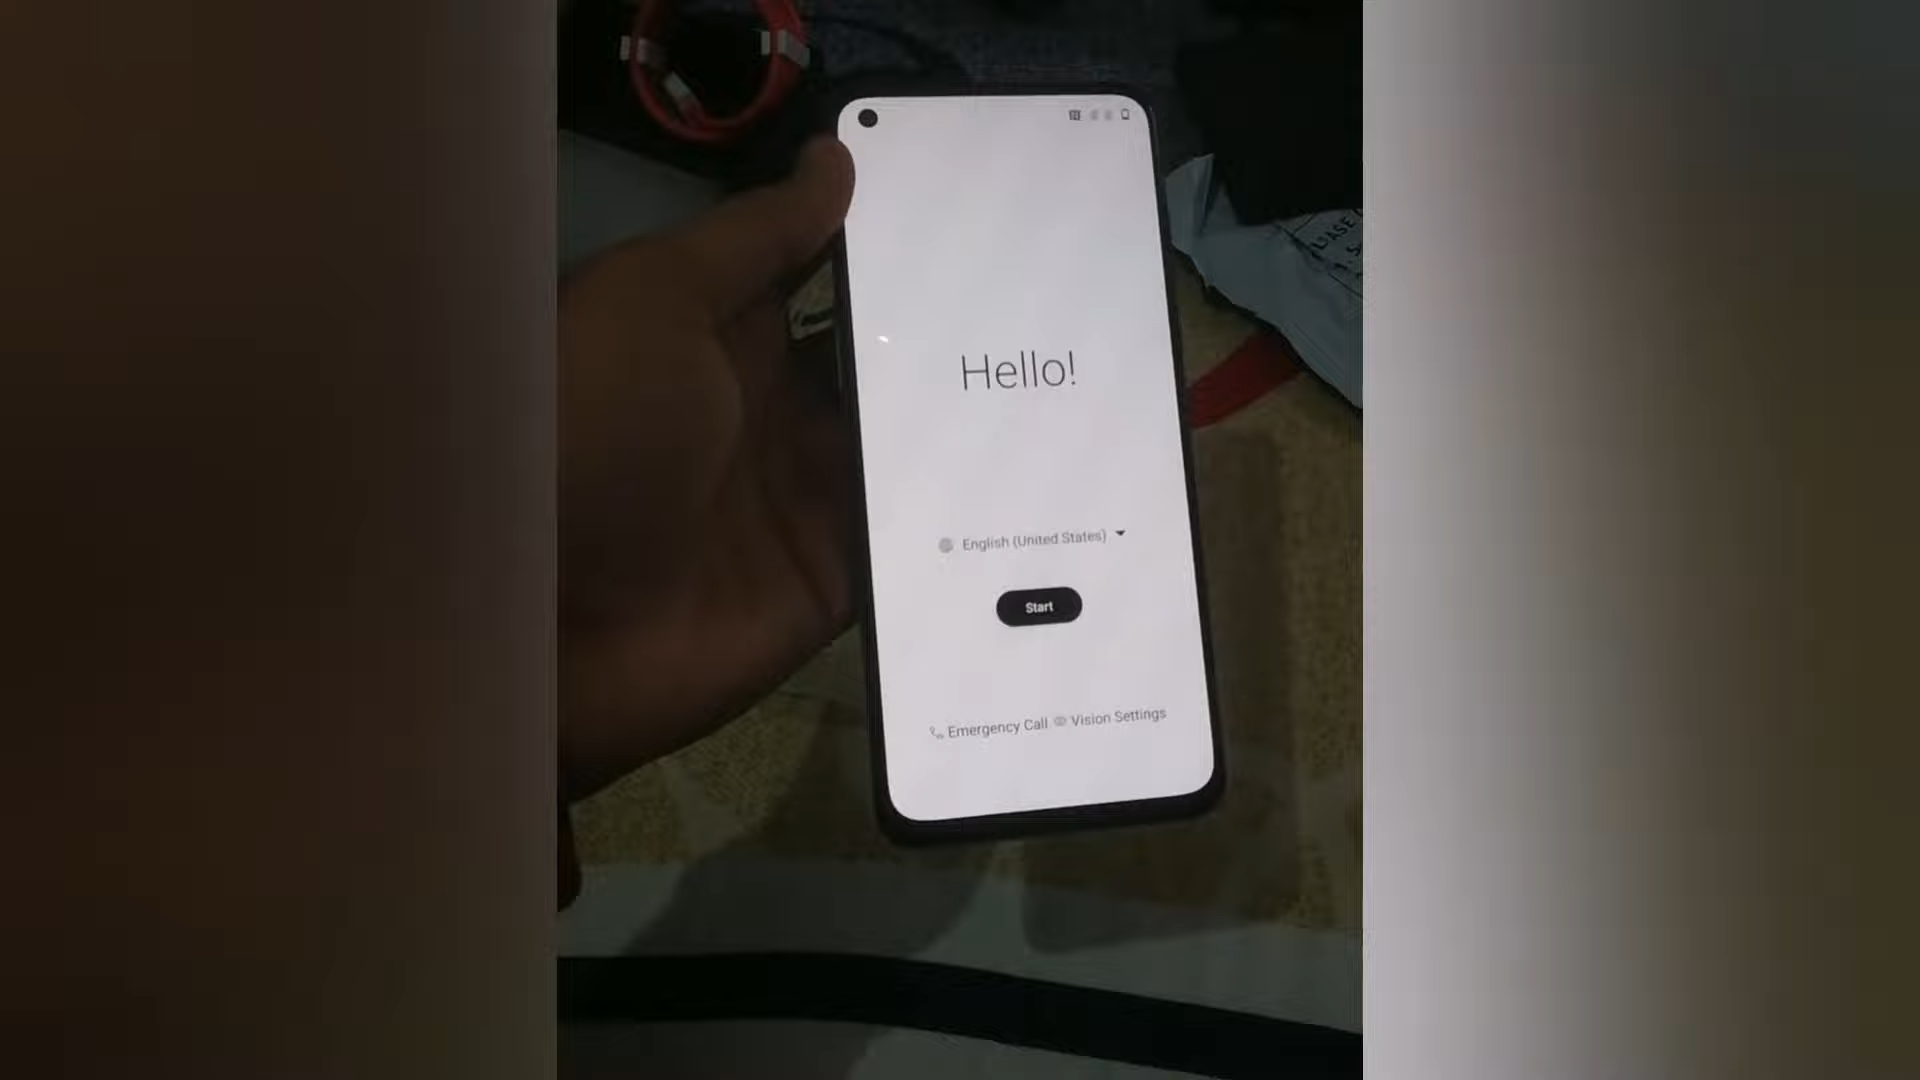 Hello!
English (United States)
Start
Emergency Call Vision Settings